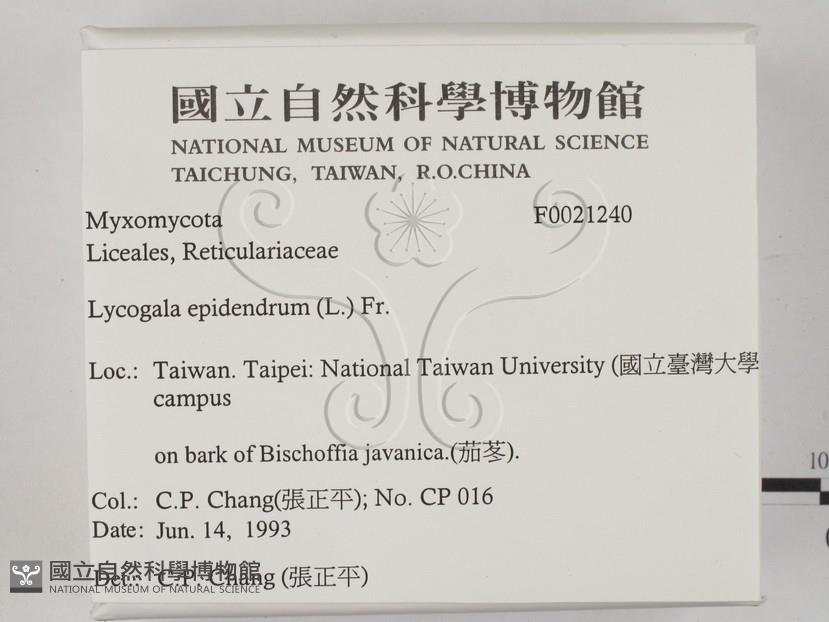 國立自然科學博物館
NATIONAL MUSEUM OF NATURAL SCIENCE
TAICHUNG, TAIWAN, R.O.CHINA
Myxomycota F0021240
Liceales, Reticulariaceae
Lycogala epidendrum (L.) Fr.
Loc.: Taiwan. Taipei: National Taiwan University (國立臺灣大學
campus
on bark of Bischoffia javanica.(茄苳).
Col.: C.P. Chang(張正平); No. CP 016
Date: Jun. 14, 1993
Det.: C.P. Chang (張正平)
國立自然科學博物館
NATIONAL MUSEUM OF NATURAL SCIENCE
10